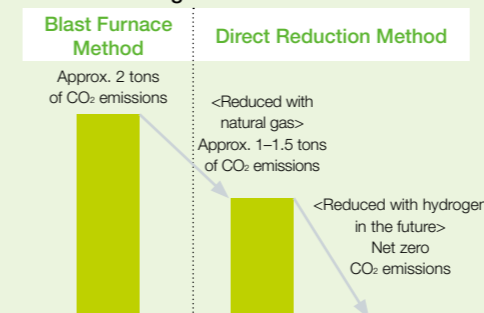 Blast Furnace
Method
Direct Reduction Method
Approx. 2 tons
of CO₂ emissions
<Reduced with
natural gas>
Approx. 1–1.5 tons
of CO₂ emissions
<Reduced with hydrogen
in the future>
Net zero
CO₂ emissions